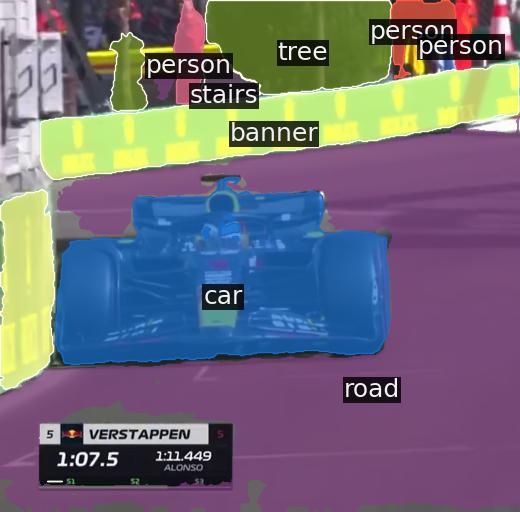 person
tree
person
person
stairs
banner
car
road
5 VERSTAPPEN 5
1:07.5 1:11.449
ALONSO
S1 S2 S3